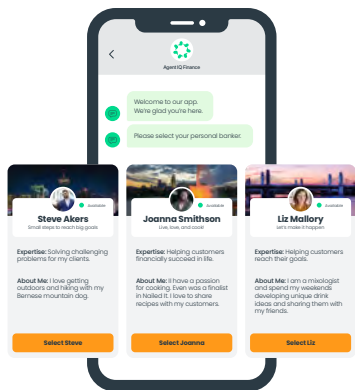 Agent IQ Finance
Welcome to our app.
We're glad you're here.
Please select your personal banker.
Available
Steve Akers
Small steps to reach big goals
Expertise: Solving challenging
problems for my clients.
About Me: I love getting
outdoors and hiking with my
Bernese mountain dog.
Select Steve
Available
Joanna Smithson
Live, love, and cook!
Expertise: Helping customers
financially succeed in life.
About Me: II have a passion
for cooking. Even was a finalist
in Nailed It. I love to share
recipes with my customers.
Select Joanna
Available
Liz Mallory
Let's make it happen
Expertise: Helping customers
reach their goals.
About Me: I am a mixologist
and spend my weekends
developing unique drink
ideas and sharing them with
my friends.
Select Liz